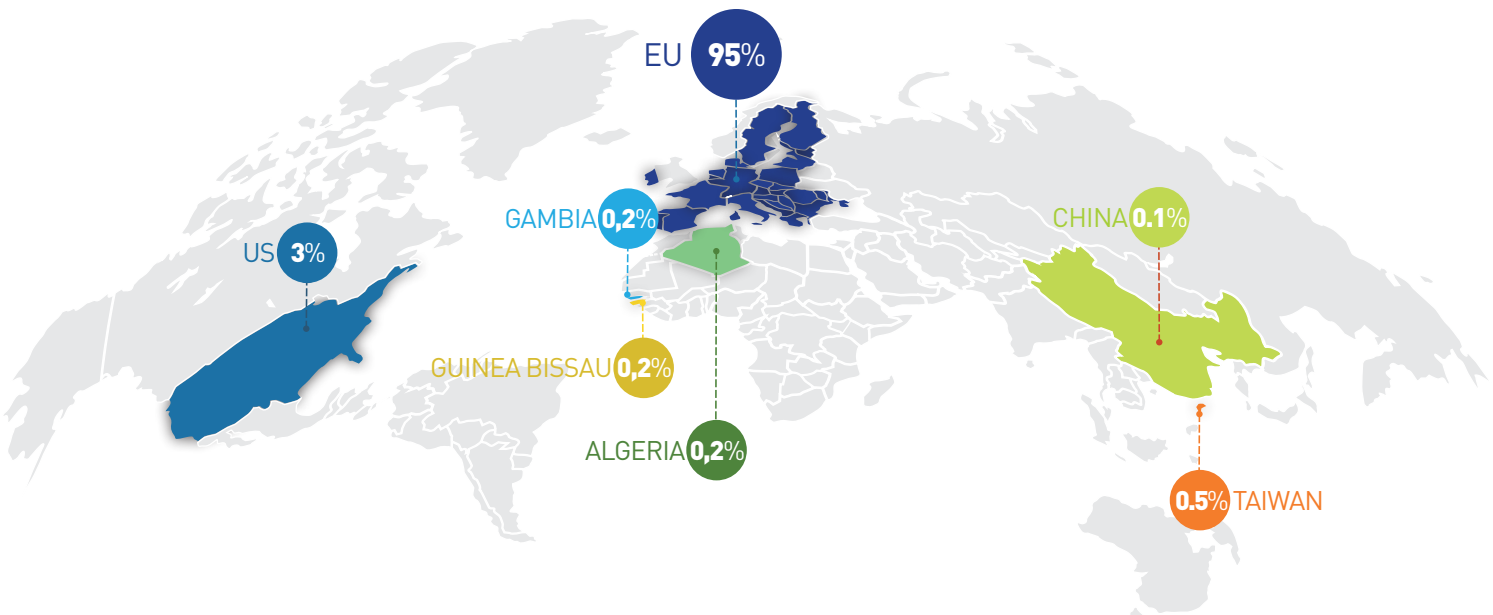 EU 95%
GAMBIA 0,2%
CHINA 0.1%
US 3%
GUINEA BISSAU 0,2%
ALGERIA 0,2%
0.5% TAIWAN